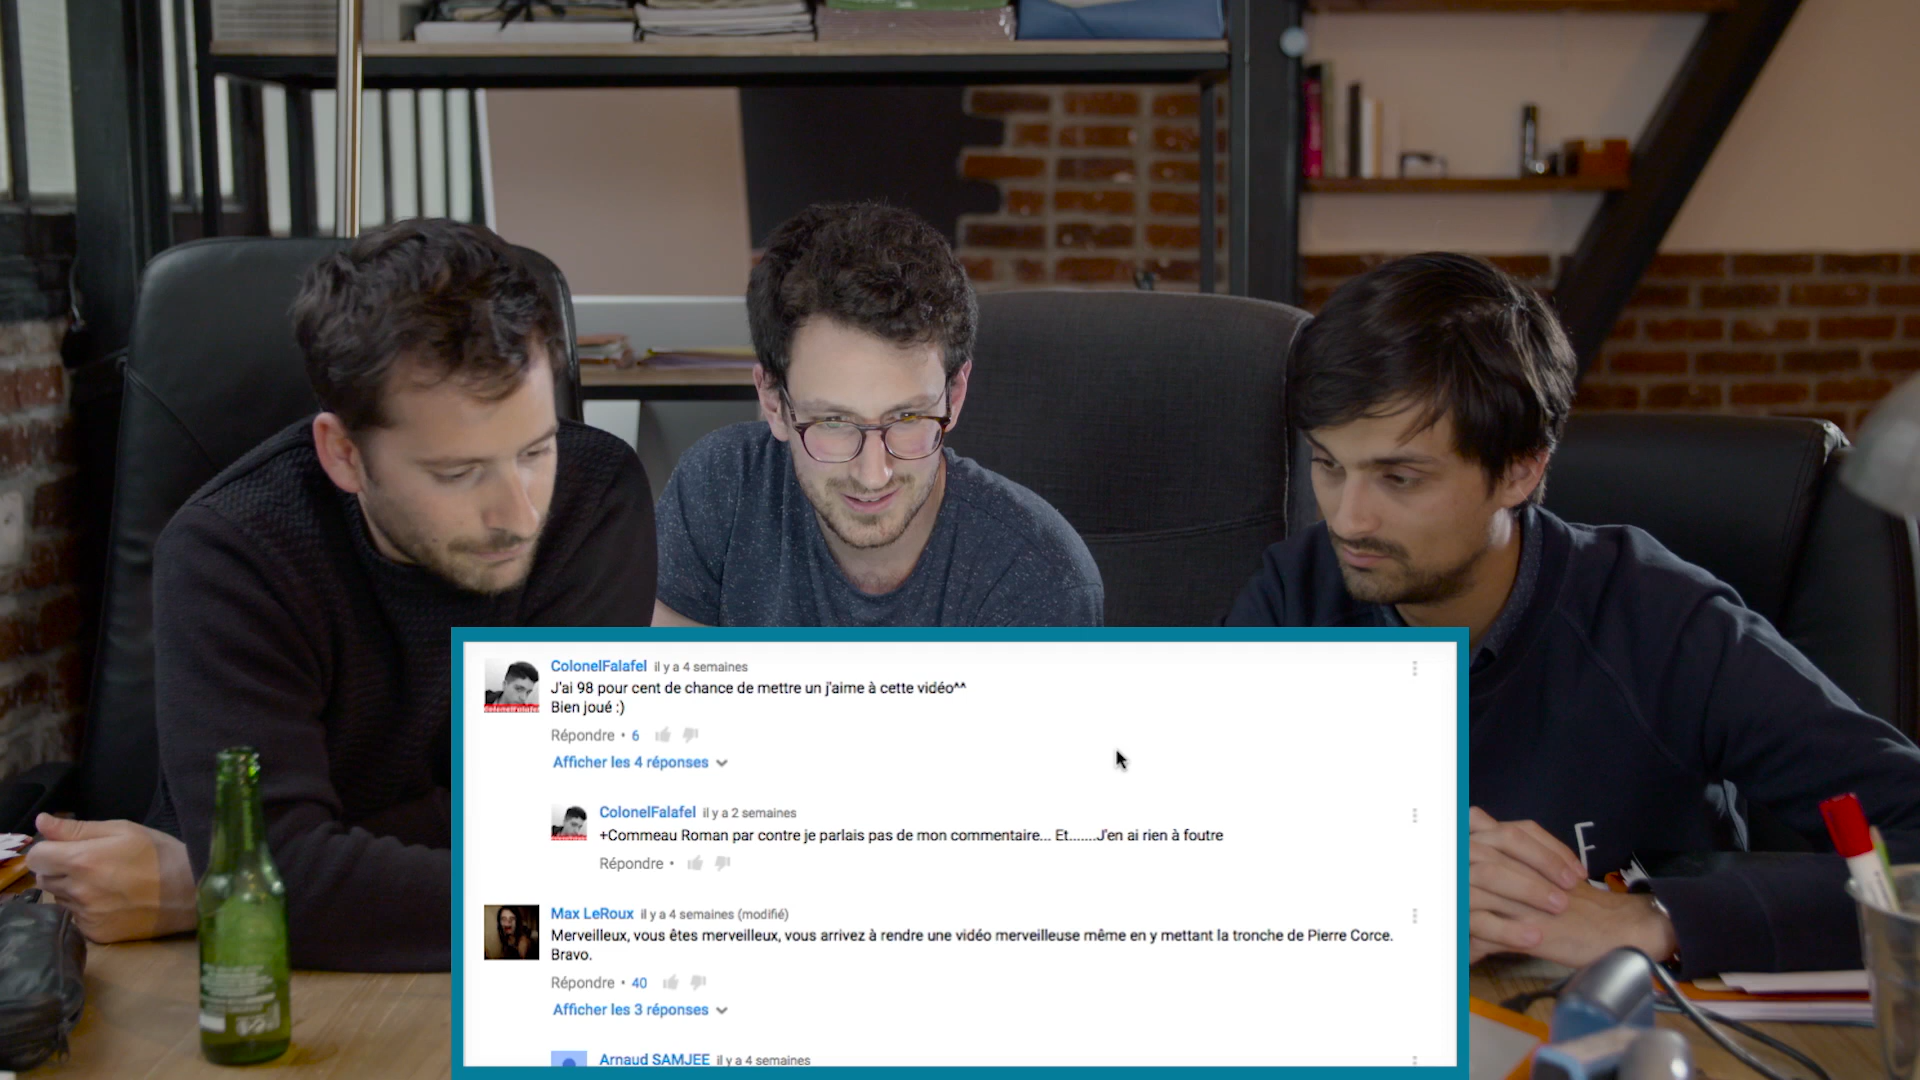 ColonelFalafel il y a 4 semaines
J'ai 98 pour cent de chance de mettre un j'aime à cette vidéo^^
Bien joué :)
Répondre • 6
Afficher les 4 réponses
ColonelFalafel il y a 2 semaines
+Commeau Roman par contre je parlais pas de mon commentaire... Et.......J'en ai rien à foutre
Répondre •
Max LeRoux il y a 4 semaines (modifié)
Merveilleux, vous êtes merveilleux, vous arrivez à rendre une vidéo merveilleuse même en y mettant la tronche de Pierre Corce.
Bravo.
Répondre • 40
Afficher les 3 réponses
Arnaud SAMJEE il y a 4 semaines
F